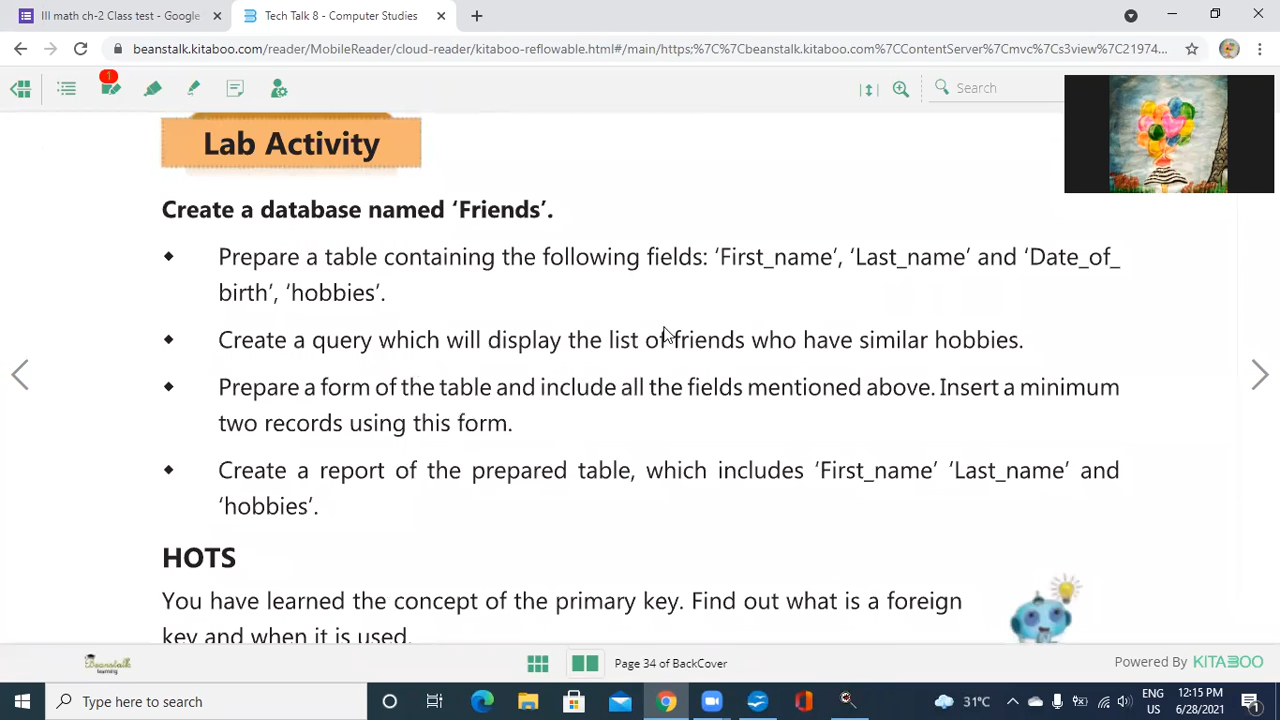 III math ch-2 Class test - Google
Tech Talk 8 - Computer Studies
beanstalk.kitaboo.com/reader/MobileReader/cloud-reader/kitaboo-reflowable.html#/main/https:%7C%7Cbeanstalk.kitaboo.com%7CContentServer%7Cmvc%7Cs3view%7C21974...
1
Search
Lab Activity
Create a database named ‘Friends’.
◆ Prepare a table containing the following fields: ‘First_name’, ‘Last_name’ and ‘Date_of_
birth’, ‘hobbies’.
◆ Create a query which will display the list of friends who have similar hobbies.
◆ Prepare a form of the table and include all the fields mentioned above. Insert a minimum
two records using this form.
◆ Create a report of the prepared table, which includes ‘First_name’ ‘Last_name’ and
‘hobbies’.
HOTS
You have learned the concept of the primary key. Find out what is a foreign
key and when it is used.
Beanstalk
learning
Page 34 of BackCover
Powered By KITABOO
Type here to search
31°C
ENG
US
12:15 PM
6/28/2021
1